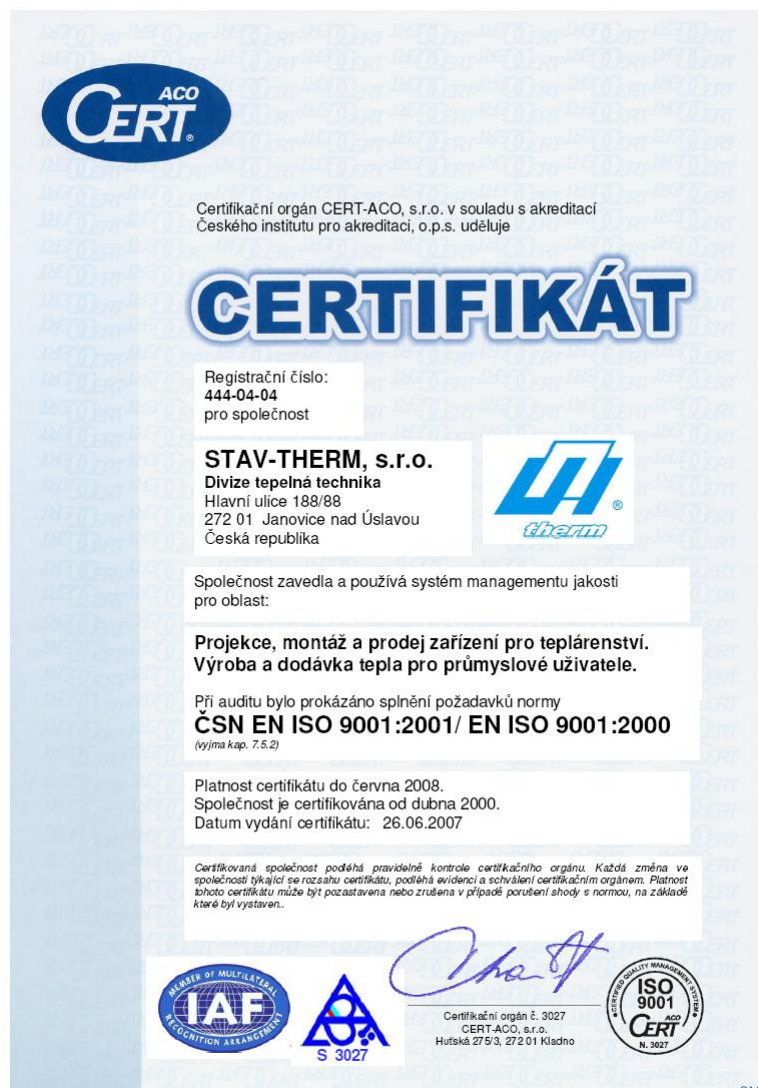 CERT ACO ®
Certifikační orgán CERT-ACO, s.r.o. v souladu s akreditací
Českého institutu pro akreditaci, o.p.s. uděluje
CERTIFIKÁT
Registrační číslo:
444-04-04
pro společnost
STAV-THERM, s.r.o.
Divize tepelná technika
Hlavní ulice 188/88
272 01 Janovice nad Úslavou
Česká republika
therm ®
Společnost zavedla a používá systém managementu jakosti
pro oblast:
Projekce, montáž a prodej zařízení pro teplárenství.
Výroba a dodávka tepla pro průmyslové uživatele.
Při auditu bylo prokázáno splnění požadavků normy
ČSN EN ISO 9001:2001/ EN ISO 9001:2000
(vyjma kap. 7.5.2)
Platnost certifikátu do června 2008.
Společnost je certifikována od dubna 2000.
Datum vydání certifikátu: 26.06.2007
Certifikovaná společnost podléhá pravidelně kontrole certifikačního orgánu. Každá změna ve
společnosti týkající se rozsahu certifikátu, podléhá evidenci a schválení certifikačním orgánem. Platnost
tohoto certifikátu může být pozastavena nebo zrušena v případě porušení shody s normou, na základě
které byl vystaven..
MEMBER OF MULTILATERAL
IAF
RECOGNITION ARRANGEMENT
S 3027
Certifikační orgán č. 3027
CERT-ACO, s.r.o.
Huťská 275/3, 272 01 Kladno
CERTIFIED QUALITY MANAGEMENT SYSTEM
ISO
9001
CERT ACO
N. 3027